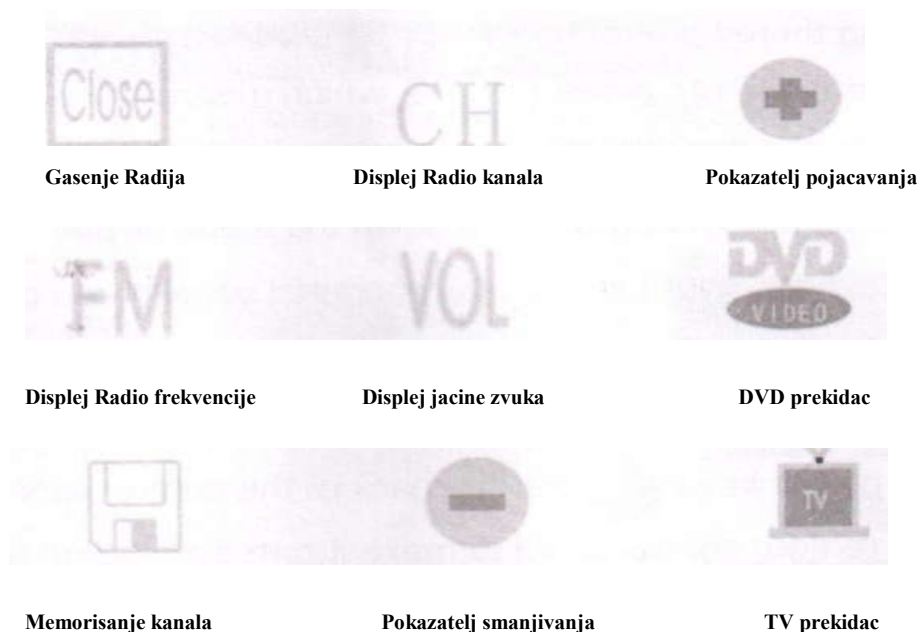 Close CH
Gasenje Radija Displej Radio kanala Pokazatelj pojacavanja
FM VOL DVD
VIDEO
Displej Radio frekvencije Displej jacine zvuka DVD prekidac
TV
Memorisanje kanala Pokazatelj smanjivanja TV prekidac